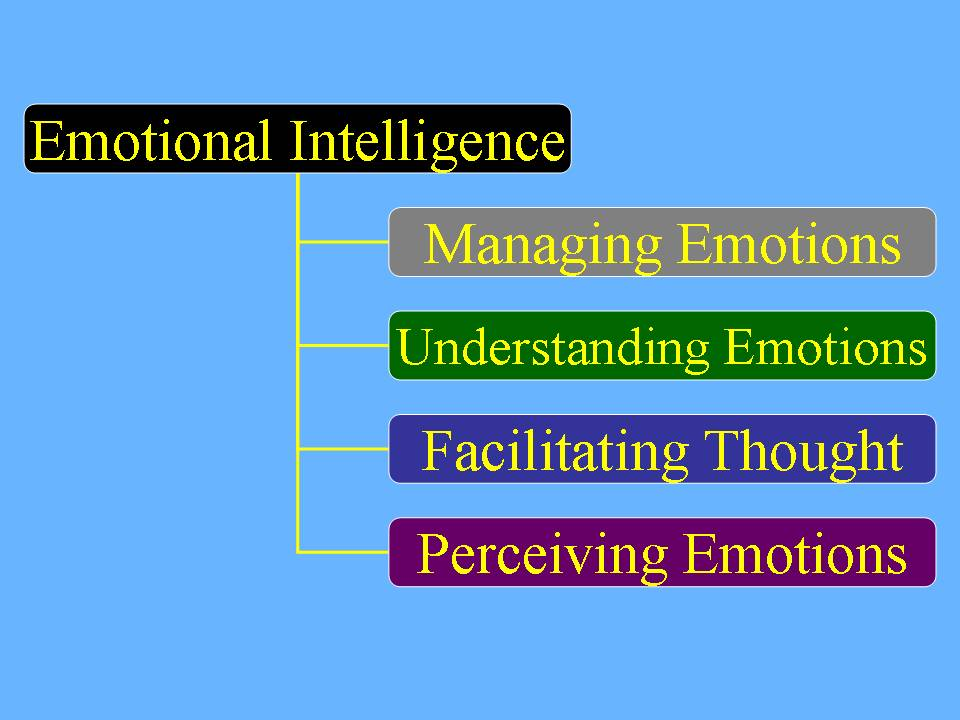 Emotional Intelligence
Managing Emotions
Understanding Emotions
Facilitating Thought
Perceiving Emotions